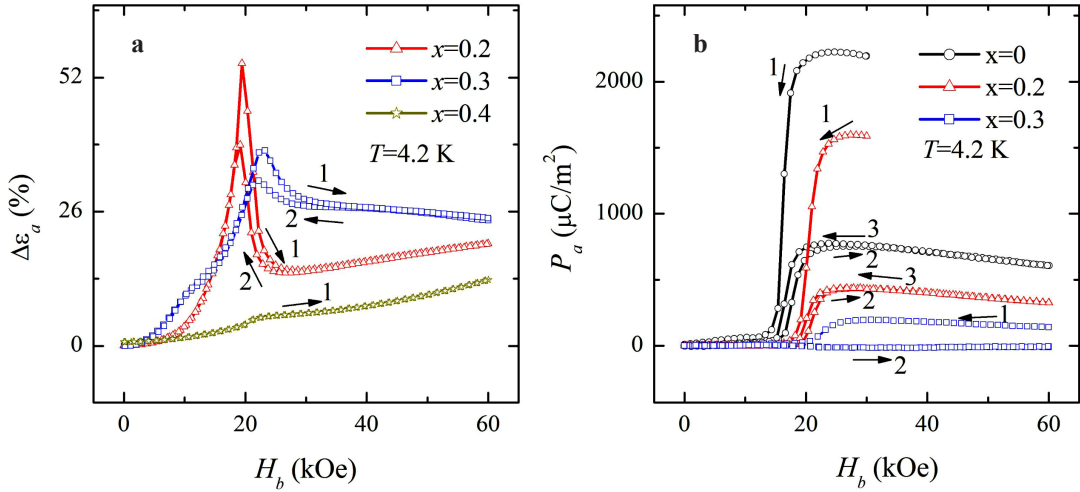 a
x=0.2
x=0.3
x=0.4
T=4.2 K
1
2
1
2
1
52
26
0
Δε_a (%)
0 20 40 60
H_b (kOe)
b
x=0
x=0.2
x=0.3
T=4.2 K
1
1
3
2
3
2
1
2
2000
1000
0
P_a (μC/m²)
0 20 40 60
H_b (kOe)